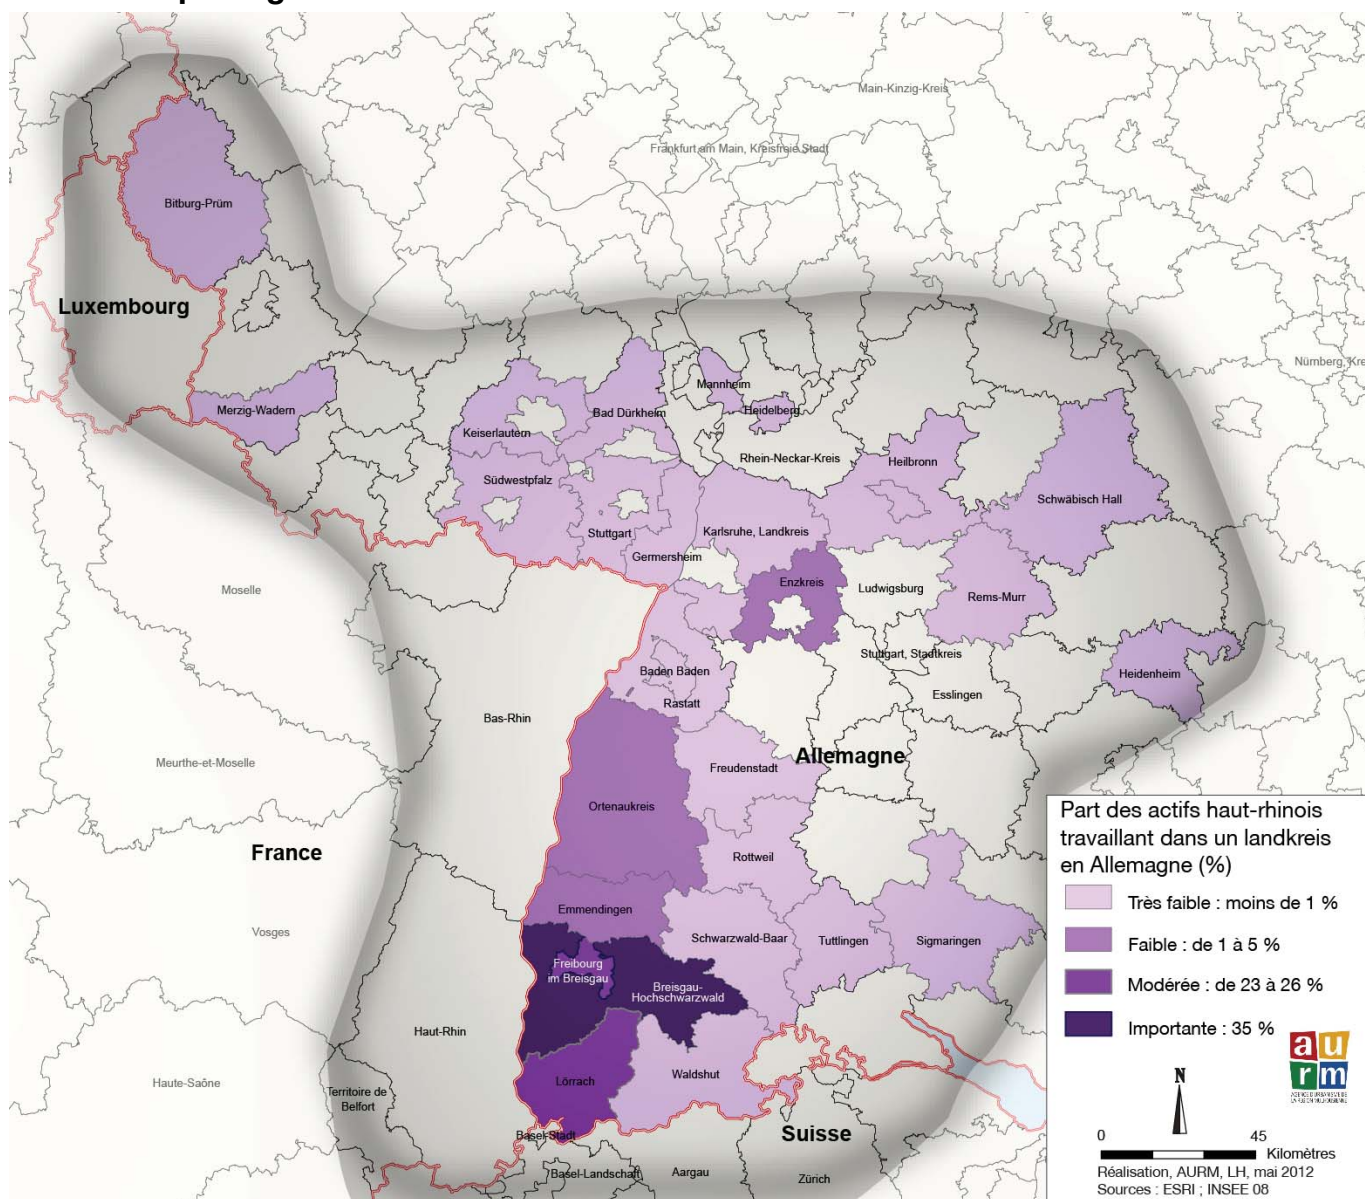 Main-Kinzig-Kreis
Frankfurt am Main, Kreisfreie Stadt
Bitburg-Prüm
Luxembourg
Nürnberg, Kre
Merzig-Wadern
Mannheim
Heidelberg
Bad Dürkheim
Keiserlautern
Rhein-Neckar-Kreis
Heilbronn
Südwestpfalz
Schwäbisch Hall
Stuttgart
Karlsruhe, Landkreis
Germersheim
Enzkreis
Ludwigsburg
Rems-Murr
Moselle
Stuttgart, Stadtkreis
Baden Baden
Heidenheim
Esslingen
Rastatt
Bas-Rhin
Allemagne
Meurthe-et-Moselle
Freudenstadt
Ortenaukreis
France
Rottweil
Emmendingen
Vosges
Schwarzwald-Baar
Tuttlingen
Sigmaringen
Freibourg
im Breisgau
Breisgau-
Hochschwarzwald
Haut-Rhin
Waldshut
Lörrach
Haute-Saône
Territoire de
Belfort
Basel-Stadt
Suisse
Basel-Landschaft
Aargau
Zürich
Part des actifs haut-rhinois
travaillant dans un landkreis
en Allemagne (%)
Très faible : moins de 1 %
Faible : de 1 à 5 %
Modérée : de 23 à 26 %
Importante : 35 %
N
au
rm
0 45
Kilomètres
Réalisation, AURM, LH, mai 2012
Sources : ESRI ; INSEE 08